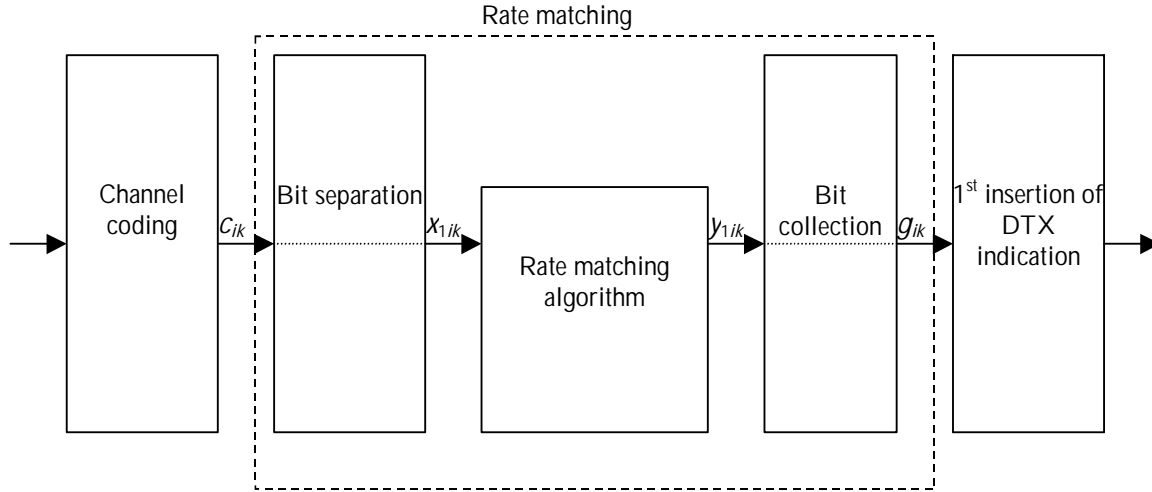 Rate matching
Channel
coding
c_ik
Bit separation
x_1ik
Rate matching
algorithm
y_1ik
Bit
collection
g_ik
1st insertion of
DTX
indication